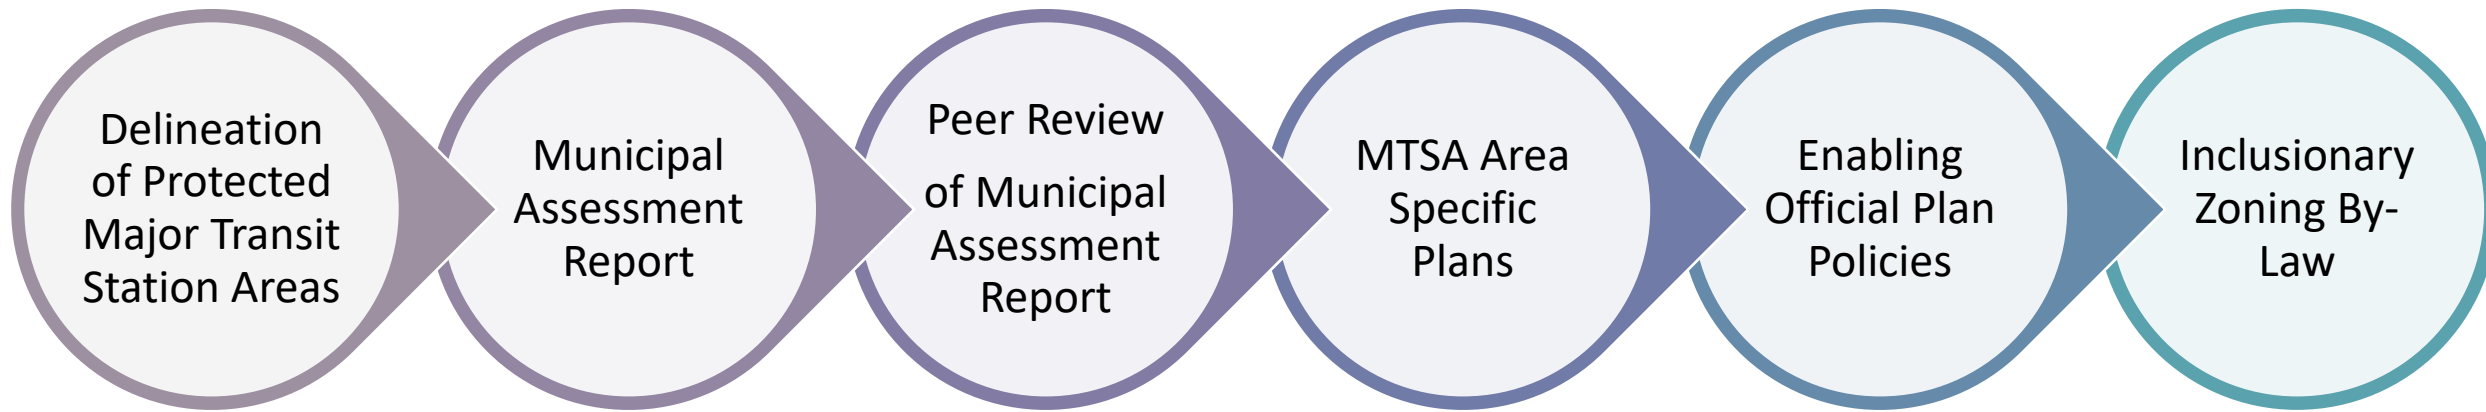 Delineation
of Protected
Major Transit
Station Areas
Municipal
Assessment
Report
Peer Review
of Municipal
Assessment
Report
MTSA Area
Specific
Plans
Enabling
Official Plan
Policies
Inclusionary
Zoning By-
Law